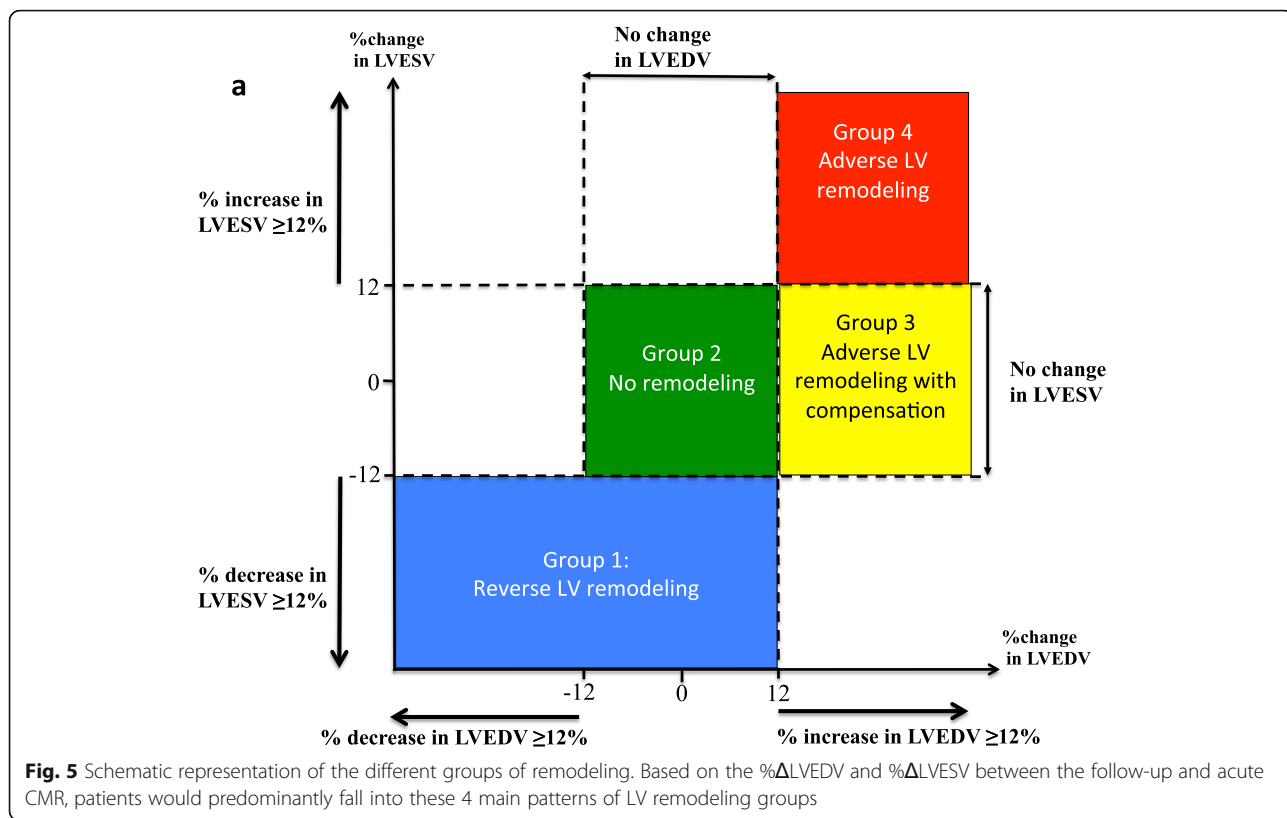 %change
in LVESV
No change
in LVEDV
a
Group 4
Adverse LV
remodeling
% increase in
LVESV ≥12%
12
Group 3
Adverse LV
remodeling with
compensation
Group 2
No remodeling
No change
in LVESV
0
-12
Group 1:
Reverse LV remodeling
% decrease in
LVESV ≥12%
%change
in LVEDV
-12
0
12
% decrease in LVEDV ≥12%
% increase in LVEDV ≥12%
Fig. 5 Schematic representation of the different groups of remodeling. Based on the %ΔLVEDV and %ΔLVESV between the follow-up and acute
CMR, patients would predominantly fall into these 4 main patterns of LV remodeling groups